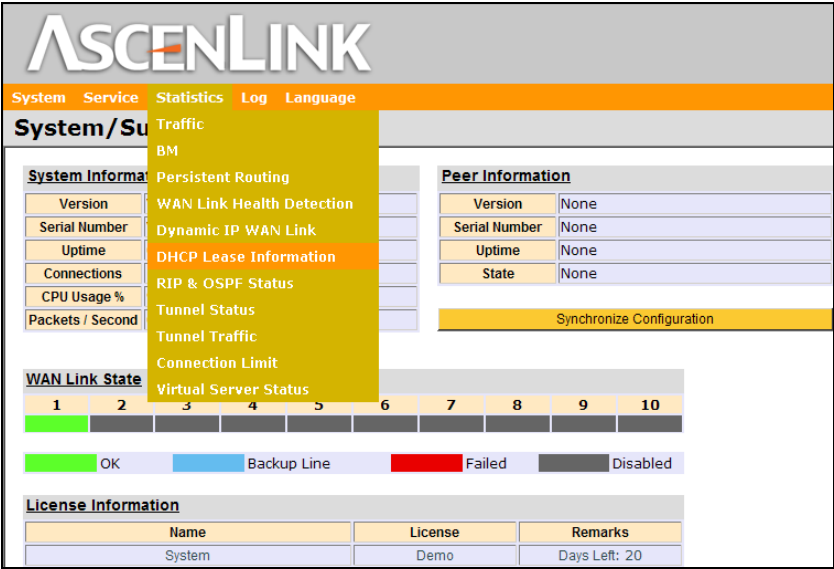 ASCENLINK
System Service Statistics Log Language
System/Su
Traffic
BM
Persistent Routing
WAN Link Health Detection
Dynamic IP WAN Link
DHCP Lease Information
RIP & OSPF Status
Tunnel Status
Tunnel Traffic
Connection Limit
Virtual Server Status
System Informa
Version
Serial Number
Uptime
Connections
CPU Usage %
Packets / Second
Peer Information
Version None
Serial Number None
Uptime None
State None
Synchronize Configuration
WAN Link State
1 2 3 4 5 6 7 8 9 10
OK Backup Line Failed Disabled
License Information
Name License Remarks
System Demo Days Left: 20